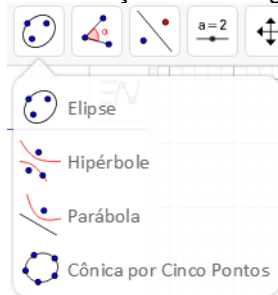 α
a=2
Elipse
Hipérbole
Parábola
Cônica por Cinco Pontos